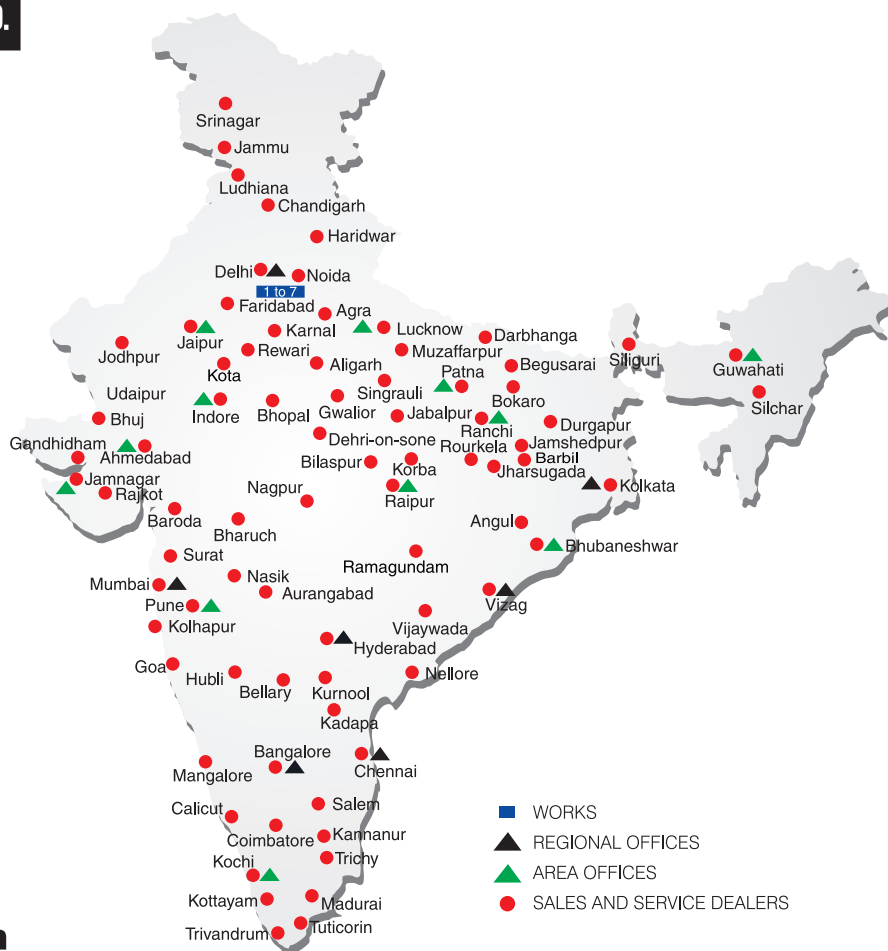 Srinagar
Jammu
Ludhiana
Chandigarh
Haridwar
Delhi
Noida
1 to 7
Faridabad
Agra
Jaipur
Karnal
Lucknow
Darbhanga
Jodhpur
Rewari
Muzaffarpur
Siliguri
Guwahati
Kota
Aligarh
Patna
Begusarai
Udaipur
Singrauli
Bokaro
Silchar
Indore
Bhopal
Gwalior
Jabalpur
Bhuj
Ranchi
Durgapur
Gandhidham
Dehri-on-sone
Rourkela
Jamshedpur
Ahmedabad
Bilaspur
Korba
Barbil
Jharsugada
Jamnagar
Rajkot
Nagpur
Raipur
Kolkata
Baroda
Bharuch
Angul
Bhubaneshwar
Surat
Ramagundam
Mumbai
Nasik
Aurangabad
Pune
Vizag
Kolhapur
Vijaywada
Hyderabad
Goa
Hubli
Bellary
Kurnool
Nellore
Kadapa
Bangalore
Mangalore
Chennai
Calicut
Salem
Coimbatore
Kannanur
Kochi
Trichy
Kottayam
Madurai
Trivandrum
Tuticorin
WORKS
REGIONAL OFFICES
AREA OFFICES
SALES AND SERVICE DEALERS